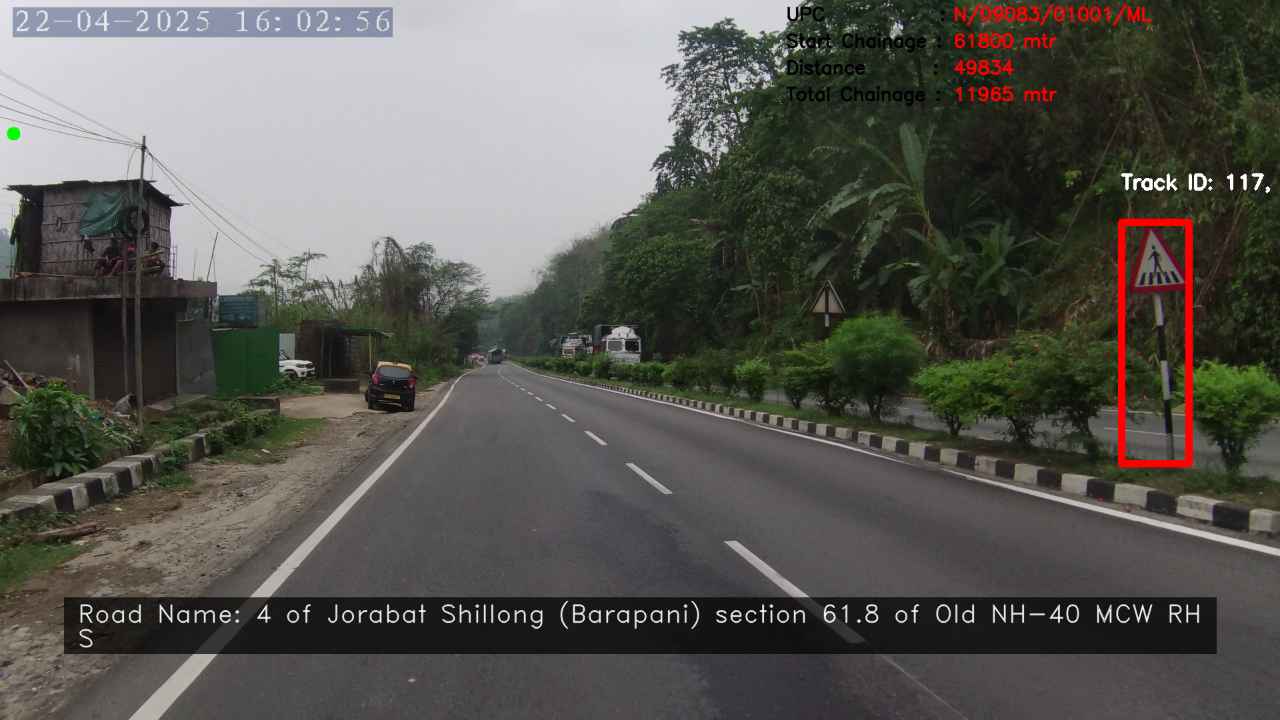 22-04-2025 16:02:56
UPC : N/09083/01001/ML
Start Chainage : 61800 mtr
Distance : 49834
Total Chainage : 11965 mtr
Track ID: 117,
Road Name: 4 of Jorabat Shillong (Barapani) section 61.8 of Old NH-40 MCW RH
S